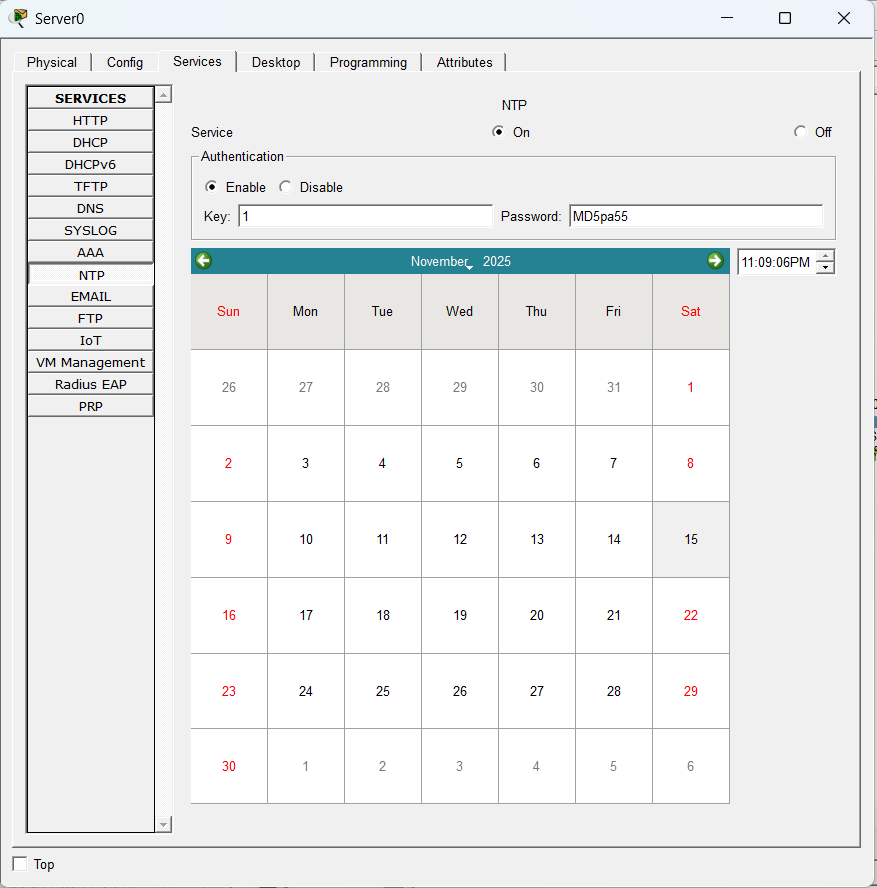 Server0
Physical Config Services Desktop Programming Attributes
SERVICES
HTTP
DHCP
DHCPv6
TFTP
DNS
SYSLOG
AAA
NTP
EMAIL
FTP
IoT
VM Management
Radius EAP
PRP
NTP
Service On Off
Authentication
Enable Disable
Key: 1 Password: MD5pa55
November 2025 11:09:06PM
Sun Mon Tue Wed Thu Fri Sat
26 27 28 29 30 31 1
2 3 4 5 6 7 8
9 10 11 12 13 14 15
16 17 18 19 20 21 22
23 24 25 26 27 28 29
30 1 2 3 4 5 6
Top